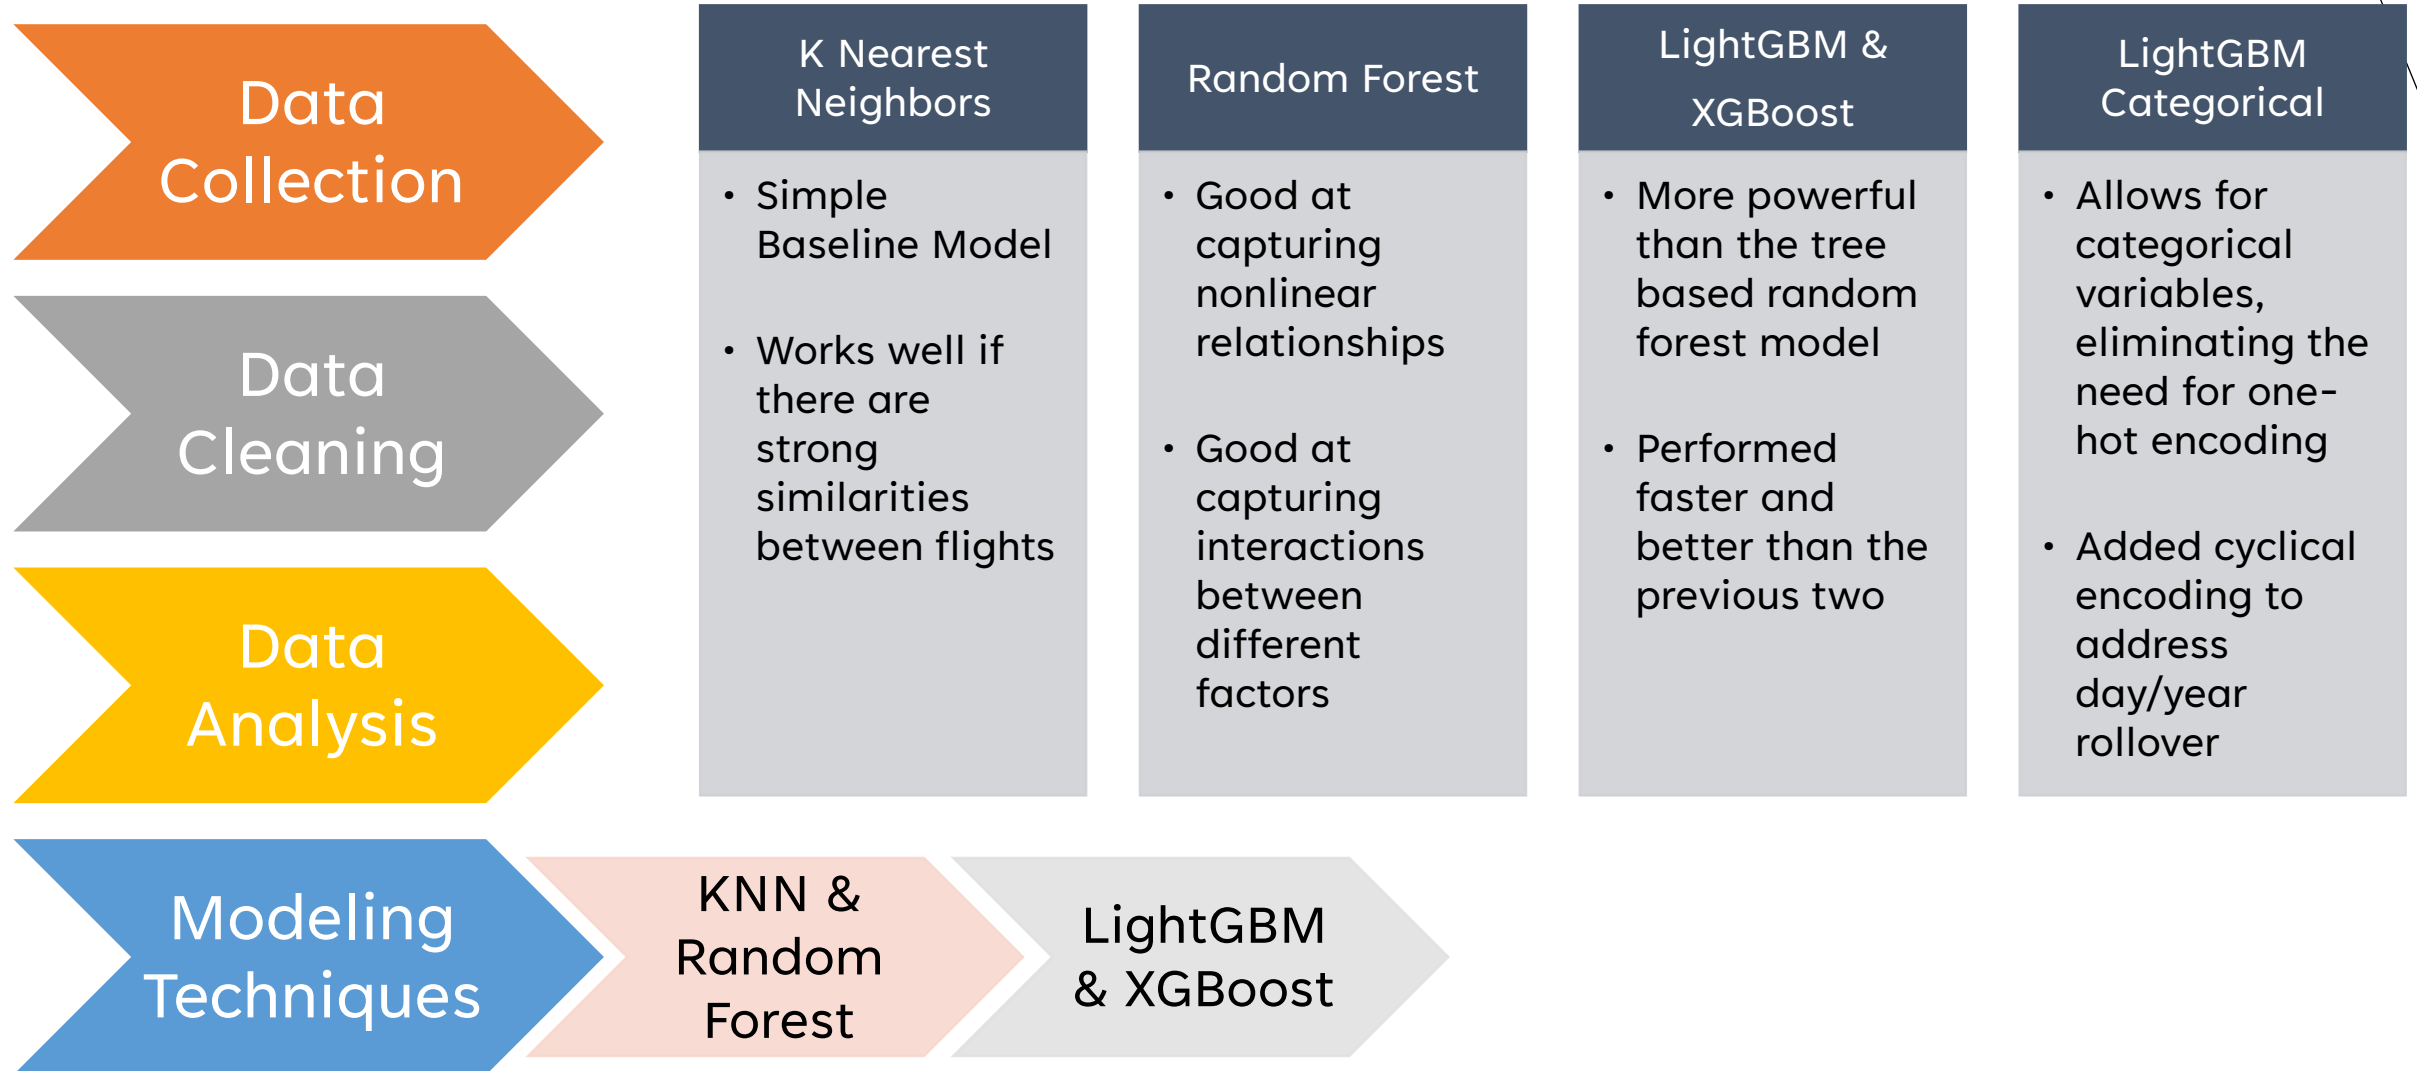 Data
Collection
Data
Cleaning
Data
Analysis
Modeling
Techniques
KNN &
Random
Forest
LightGBM
& XGBoost
K Nearest
Neighbors
• Simple
Baseline Model
• Works well if
there are
strong
similarities
between flights
Random Forest
• Good at
capturing
nonlinear
relationships
• Good at
capturing
interactions
between
different
factors
LightGBM &
XGBoost
• More powerful
than the tree
based random
forest model
• Performed
faster and
better than the
previous two
LightGBM
Categorical
• Allows for
categorical
variables,
eliminating the
need for one-
hot encoding
• Added cyclical
encoding to
address
day/year
rollover